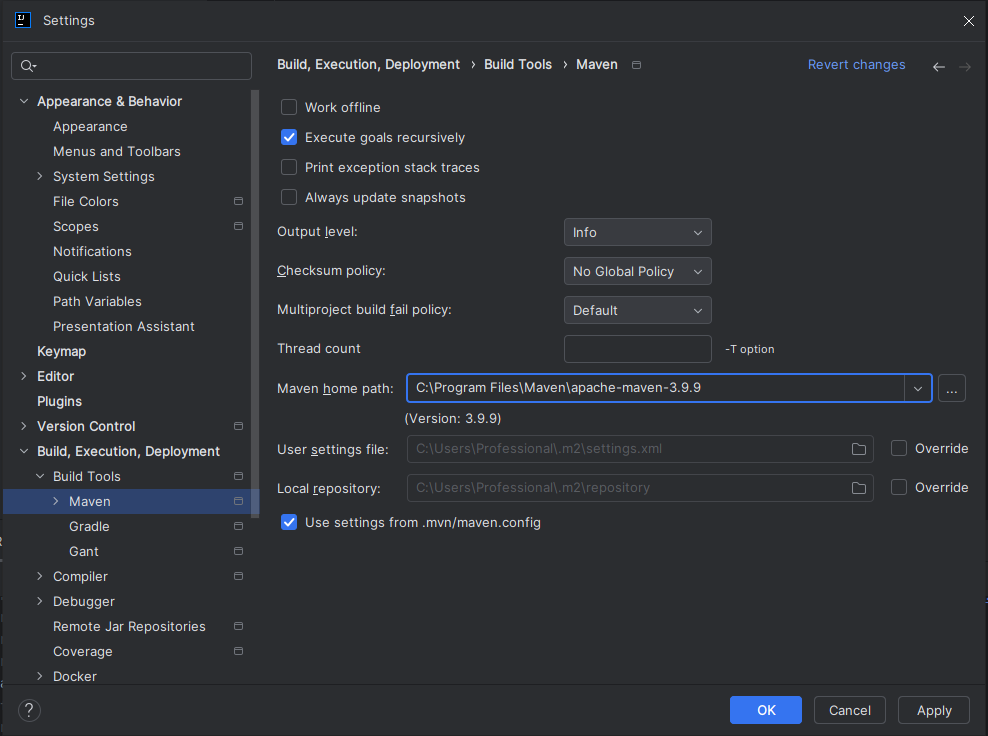 Settings
Appearance & Behavior
Appearance
Menus and Toolbars
System Settings
File Colors
Scopes
Notifications
Quick Lists
Path Variables
Presentation Assistant
Keymap
Editor
Plugins
Version Control
Build, Execution, Deployment
Build Tools
Maven
Gradle
Gant
Compiler
Debugger
Remote Jar Repositories
Coverage
Docker
Build, Execution, Deployment › Build Tools › Maven
Revert changes
Work offline
Execute goals recursively
Print exception stack traces
Always update snapshots
Output level: Info
Checksum policy: No Global Policy
Multiproject build fail policy: Default
Thread count -T option
Maven home path: C:\Program Files\Maven\apache-maven-3.9.9 ...
(Version: 3.9.9)
User settings file: C:\Users\Professional\.m2\settings.xml Override
Local repository: C:\Users\Professional\.m2\repository Override
Use settings from .mvn/maven.config
? OK Cancel Apply